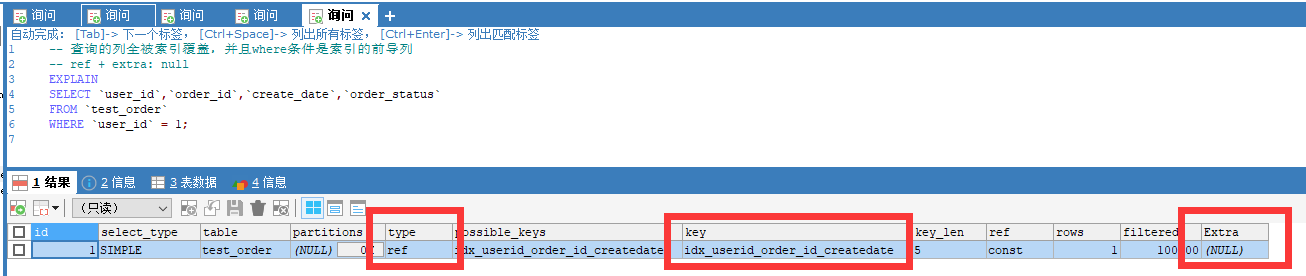 询问 询问 询问 询问 询问
自动完成: [Tab]-> 下一个标签, [Ctrl+Space]-> 列出所有标签, [Ctrl+Enter]-> 列出匹配标签
1 -- 查询的列全被索引覆盖，并且where条件是索引的前导列
2 -- ref + extra: null
3 EXPLAIN
4 SELECT `user_id`,`order_id`,`create_date`,`order_status`
5 FROM `test_order`
6 WHERE `user_id` = 1;
7
1 结果 2 信息 3 表数据 4 信息
(只读)
id select_type table partitions type possible_keys key key_len ref rows filtered Extra
1 SIMPLE test_order (NULL) ref idx_userid_order_id_createdate idx_userid_order_id_createdate 5 const 1 100.00 (NULL)